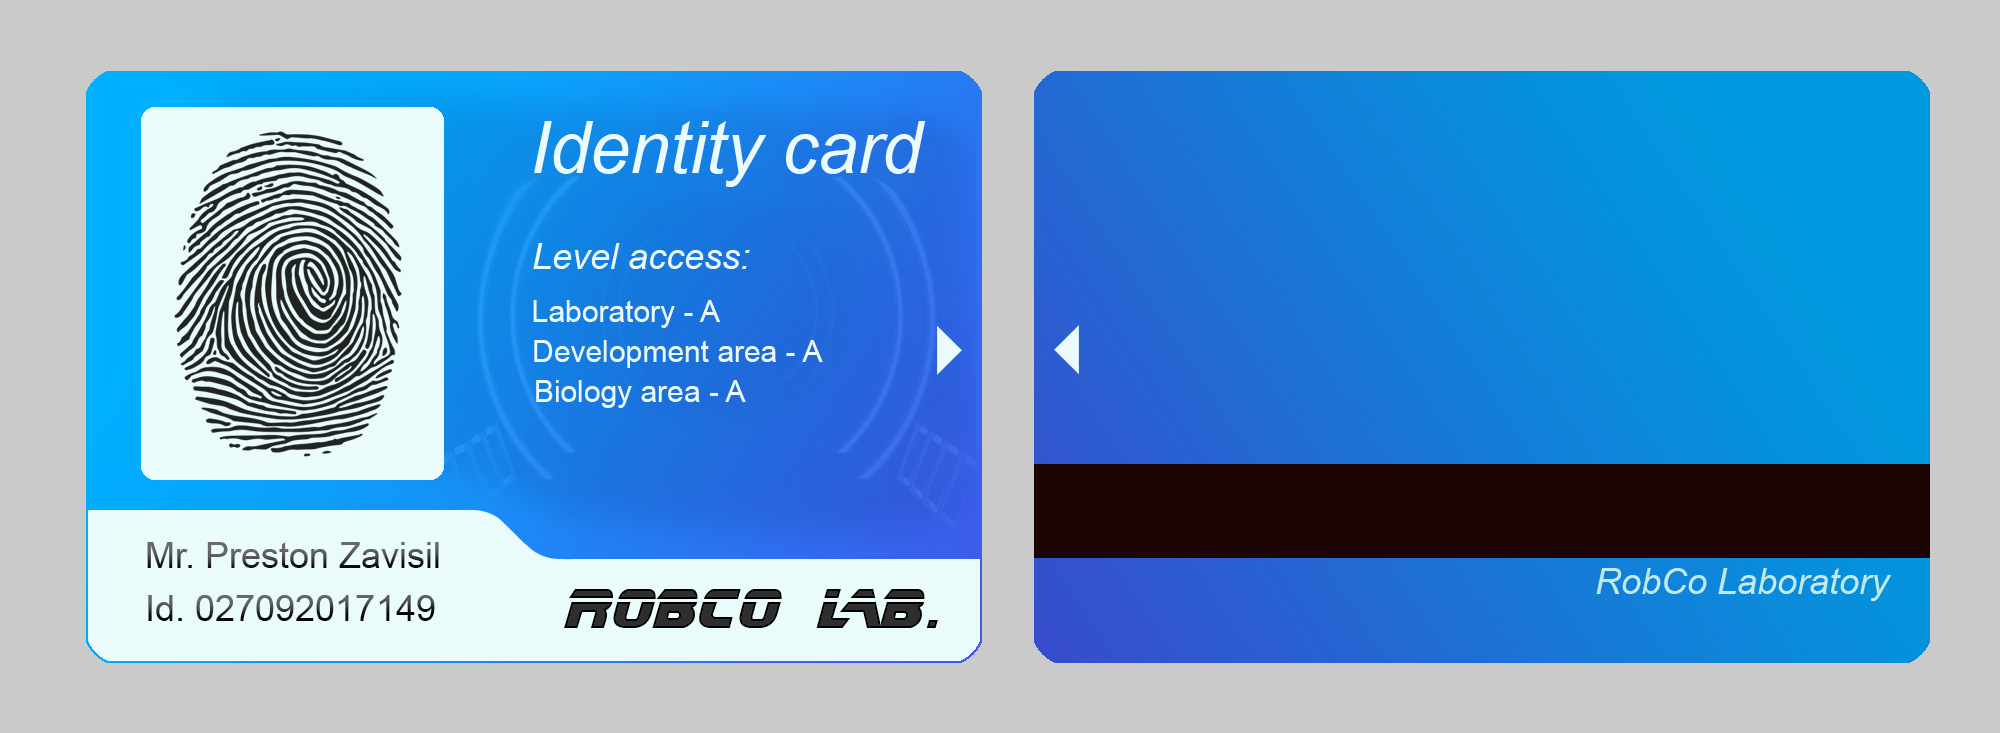 Identity card
Level access:
Laboratory - A
Development area - A
Biology area - A
Mr. Preston Zavisil
Id. 027092017149
ROBCO LAB.
RobCo Laboratory